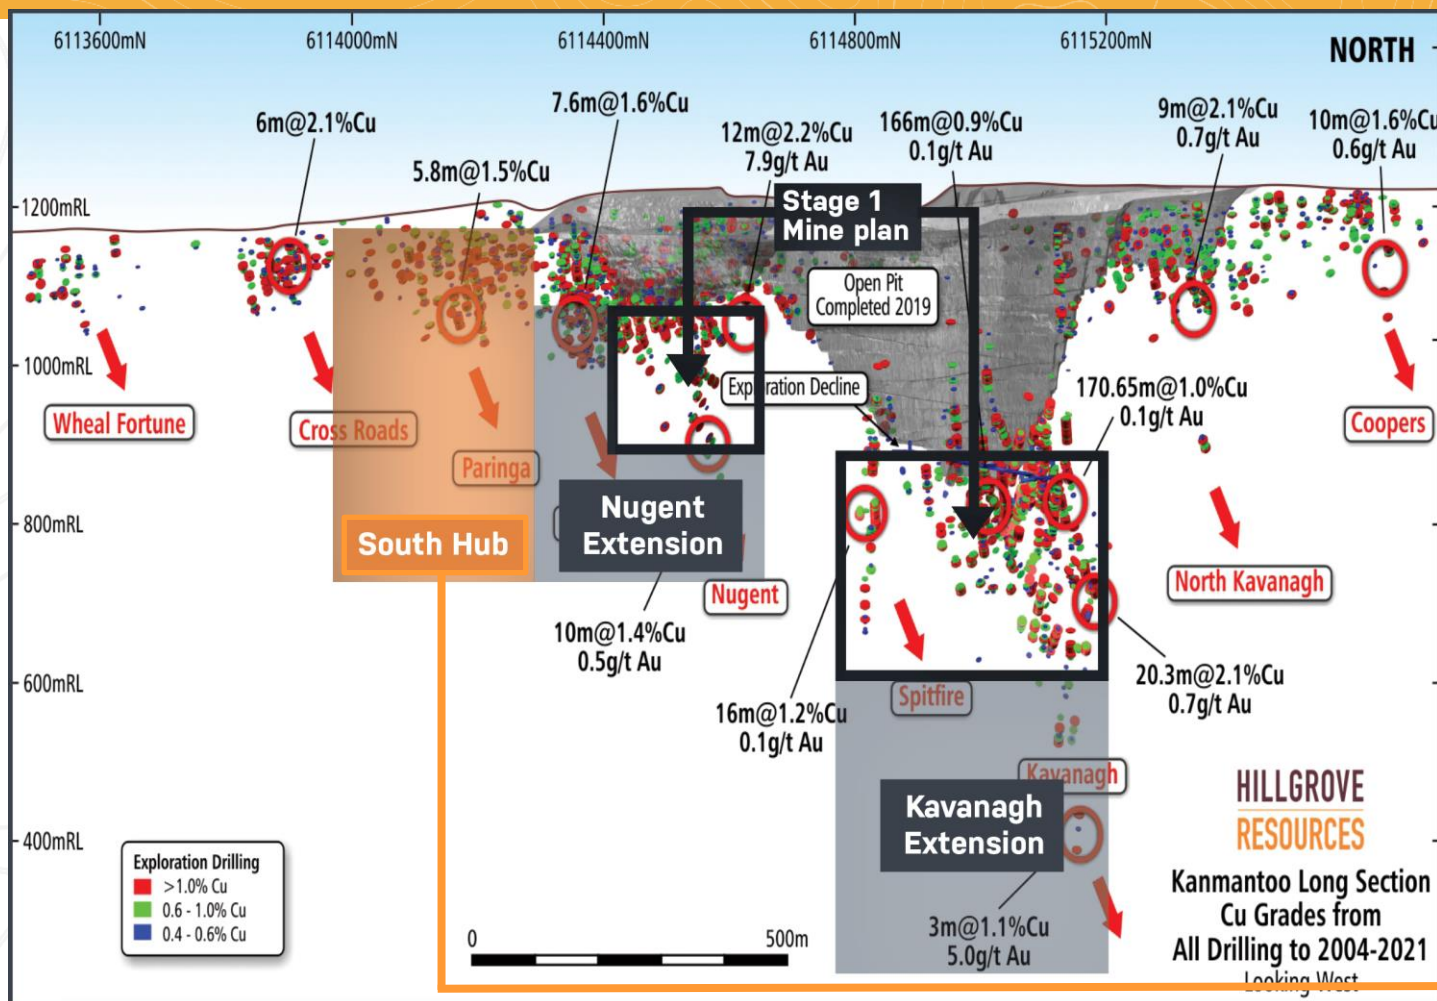 6113600mN
6114000mN
6114400mN
6114800mN
6115200mN
NORTH
6m@2.1%Cu
5.8m@1.5%Cu
7.6m@1.6%Cu
12m@2.2%Cu
7.9g/t Au
166m@0.9%Cu
0.1g/t Au
9m@2.1%Cu
0.7g/t Au
10m@1.6%Cu
0.6g/t Au
1200mRL
Stage 1
Mine plan
Open Pit
Completed 2019
1000mRL
Exploration Decline
170.65m@1.0%Cu
0.1g/t Au
Wheal Fortune
Cross Roads
Paringa
Coopers
800mRL
South Hub
Nugent
Extension
Nugent
North Kavanagh
10m@1.4%Cu
0.5g/t Au
600mRL
Spitfire
20.3m@2.1%Cu
0.7g/t Au
16m@1.2%Cu
0.1g/t Au
Kavanagh
Kavanagh
Extension
HILLGROVE
RESOURCES
400mRL
Exploration Drilling
>1.0% Cu
0.6 - 1.0% Cu
0.4 - 0.6% Cu
0
500m
3m@1.1%Cu
5.0g/t Au
Kanmantoo Long Section
Cu Grades from
All Drilling to 2004-2021
Looking West